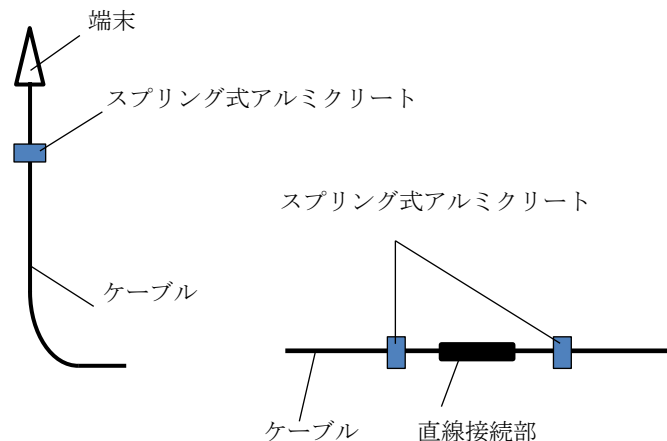 端末
スプリング式アルミクリート
スプリング式アルミクリート
ケーブル
ケーブル
直線接続部